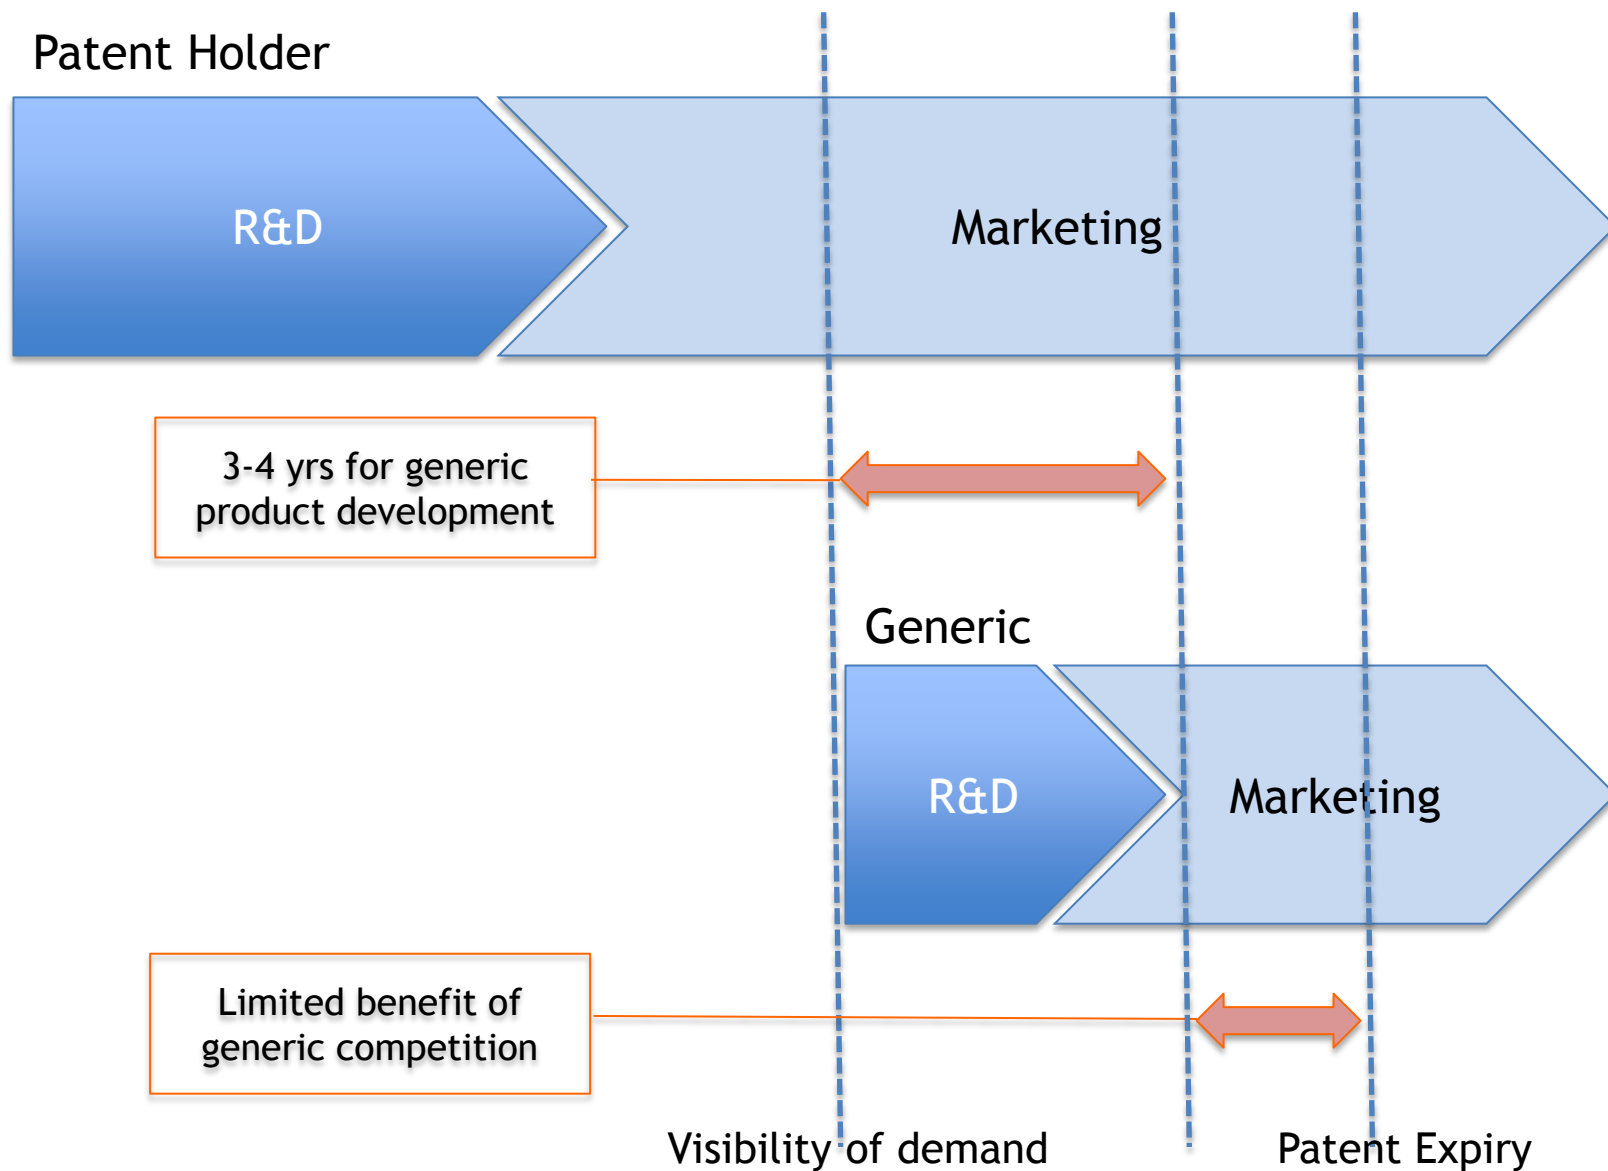 Patent Holder
R&D
Marketing
3-4 yrs for generic
product development
Generic
R&D
Marketing
Limited benefit of
generic competition
Visibility of demand
Patent Expiry